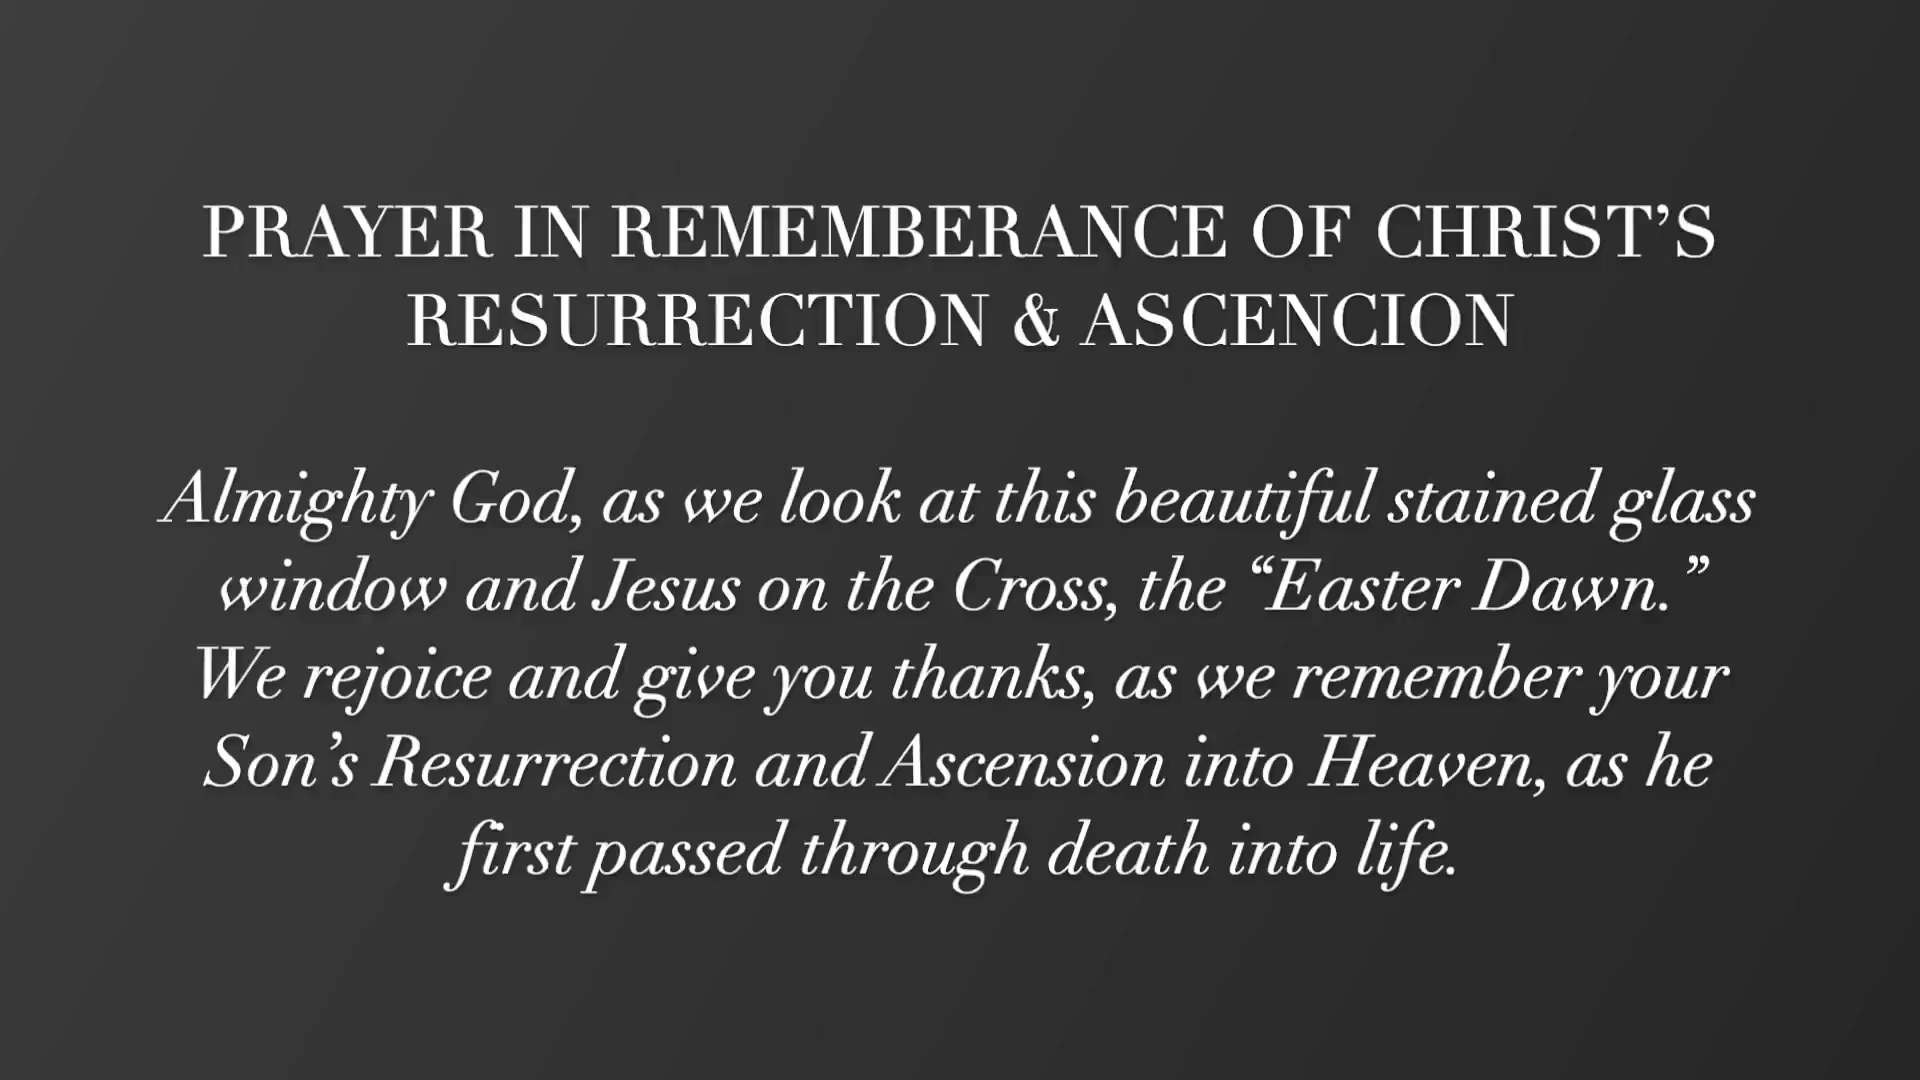 PRAYER IN REMEMBERANCE OF CHRIST’S
RESURRECTION & ASCENCION
Almighty God, as we look at this beautiful stained glass
window and Jesus on the Cross, the “Easter Dawn.”
We rejoice and give you thanks, as we remember your
Son’s Resurrection and Ascension into Heaven, as he
first passed through death into life.